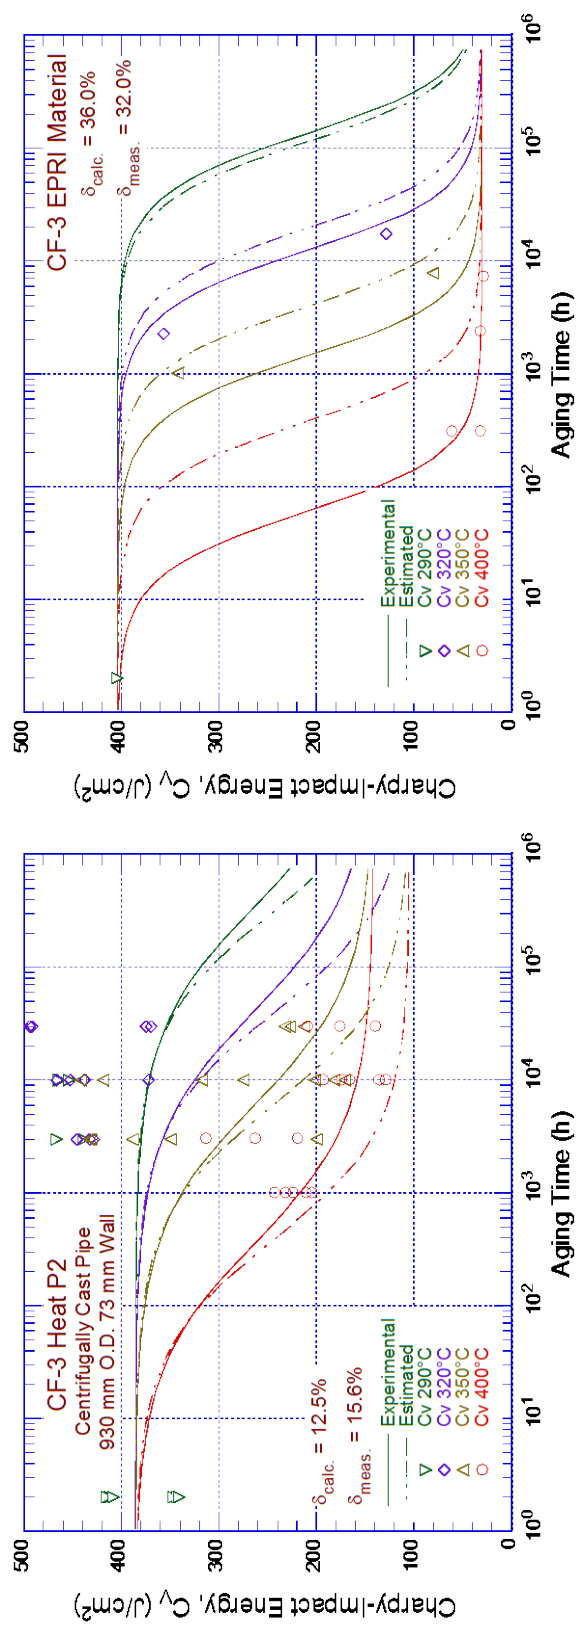 CF-3 Heat P2
Centrifugally Cast Pipe
930 mm O.D. 73 mm Wall
δcalc. = 12.5%
δmeas. = 15.6%
Experimental
Estimated
Cv 290°C
Cv 320°C
Cv 350°C
Cv 400°C
500
400
300
200
100
0
Charpy-Impact Energy, CV (J/cm2)
100
101
102
103
104
105
106
Aging Time (h)
CF-3 EPRI Material
δcalc. = 36.0%
δmeas. = 32.0%
Experimental
Estimated
Cv 290°C
Cv 320°C
Cv 350°C
Cv 400°C
500
400
300
200
100
0
Charpy-Impact Energy, CV (J/cm2)
100
101
102
103
104
105
106
Aging Time (h)